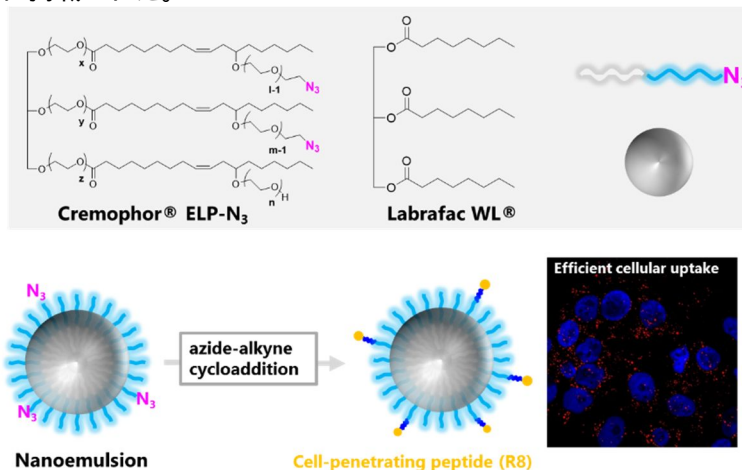 O O x O O O O l-1 N3
O O y O O O O m-1 N3
O O z O O O O H n
Cremophor® ELP-N3
O O
O O
O O
Labrafac WL®
N
N3
N3
N3
Nanoemulsion
azide-alkyne
cycloaddition
Cell-penetrating peptide (R8)
Efficient cellular uptake